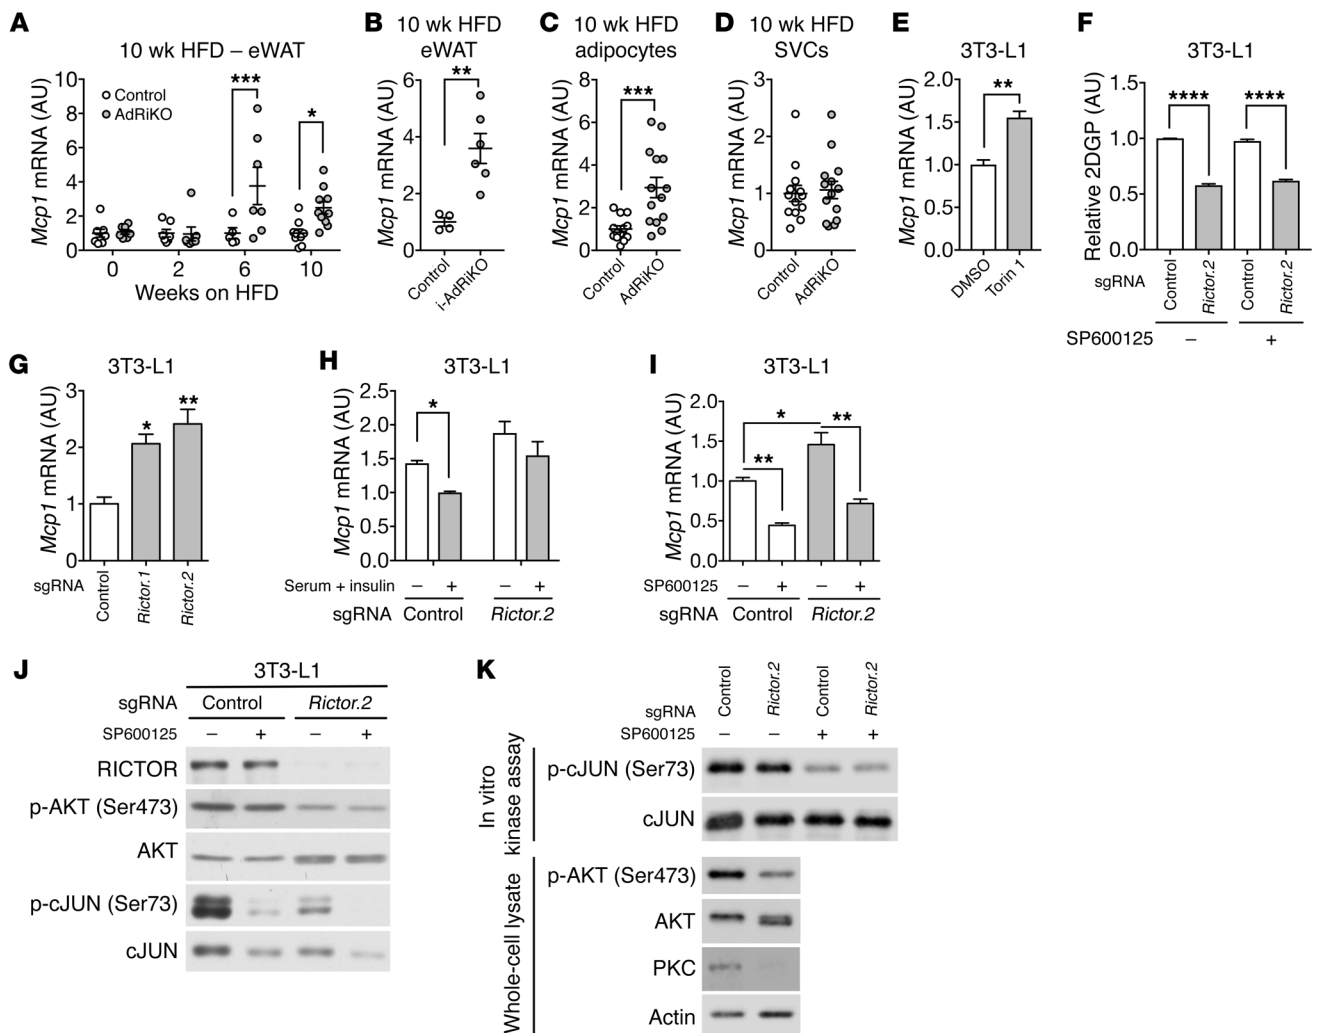 A
10 wk HFD – eWAT
Mcp1 mRNA (AU)
10
8
6
4
2
0
Control
AdRiKO
***
*
0 2 6 10
Weeks on HFD
B
10 wk HFD
eWAT
Mcp1 mRNA (AU)
6
4
2
0
**
Control
i-AdRiKO
C
10 wk HFD
adipocytes
Mcp1 mRNA (AU)
8
6
4
2
0
***
Control
AdRiKO
D
10 wk HFD
SVCs
Mcp1 mRNA (AU)
3
2
1
0
Control
AdRiKO
E
3T3-L1
Mcp1 mRNA (AU)
2.0
1.5
1.0
0.5
0.0
**
DMSO
Torin 1
F
3T3-L1
Relative 2DGP (AU)
1.5
1.0
0.5
0.0
**** ****
sgRNA Control Rictor.2 Control Rictor.2
SP600125 – +
G
3T3-L1
Mcp1 mRNA (AU)
3
2
1
0
* **
sgRNA Control Rictor.1 Rictor.2
H
3T3-L1
Mcp1 mRNA (AU)
2.5
2.0
1.5
1.0
0.5
0.0
*
Serum + insulin – + – +
sgRNA Control Rictor.2
I
3T3-L1
Mcp1 mRNA (AU)
2.0
1.5
1.0
0.5
0.0
* **
**
SP600125 – + – +
sgRNA Control Rictor.2
J
3T3-L1
sgRNA Control Rictor.2
SP600125 – + – +
RICTOR
p-AKT (Ser473)
AKT
p-cJUN (Ser73)
cJUN
K
sgRNA Control Rictor.2 Control Rictor.2
SP600125 – – + +
In vitro
kinase assay
p-cJUN (Ser73)
cJUN
Whole-cell lysate
p-AKT (Ser473)
AKT
PKC
Actin